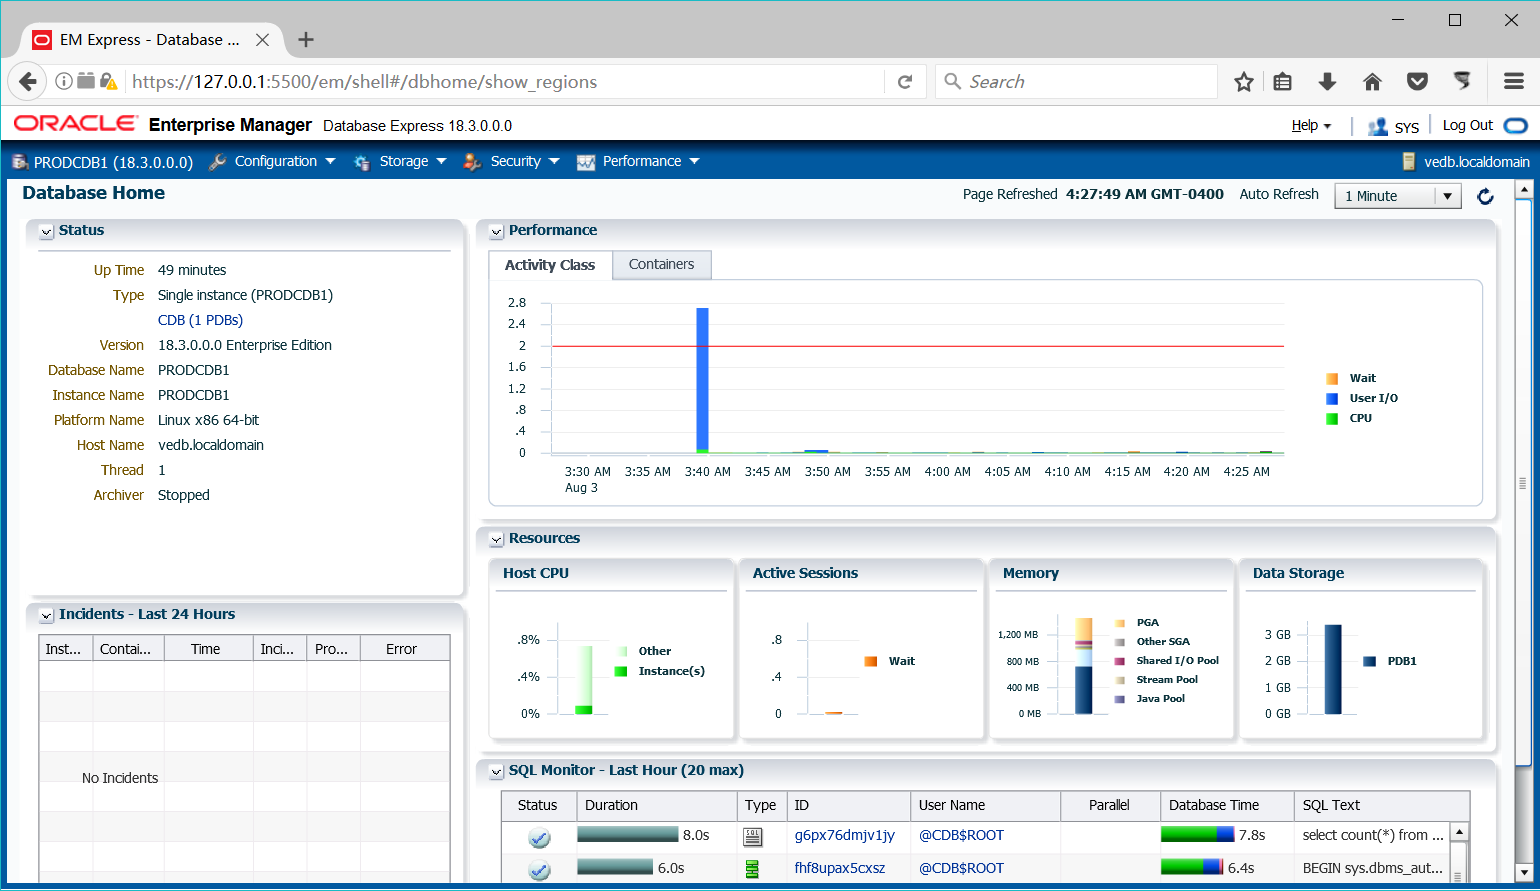 EM Express - Database ...
https://127.0.0.1:5500/em/shell#/dbhome/show_regions
Search
ORACLE Enterprise Manager Database Express 18.3.0.0.0
Help
SYS
Log Out
PRODCDB1 (18.3.0.0.0)
Configuration
Storage
Security
Performance
vedb.localdomain
Database Home
Page Refreshed 4:27:49 AM GMT-0400
Auto Refresh
1 Minute
Status
Up Time 49 minutes
Type Single instance (PRODCDB1)
CDB (1 PDBs)
Version 18.3.0.0.0 Enterprise Edition
Database Name PRODCDB1
Instance Name PRODCDB1
Platform Name Linux x86 64-bit
Host Name vedb.localdomain
Thread 1
Archiver Stopped
Incidents - Last 24 Hours
Inst... Contai... Time Inci... Pro... Error
No Incidents
Performance
Activity Class
Containers
2.8
2.4
2
1.6
1.2
.8
.4
0
3:30 AM 3:35 AM 3:40 AM 3:45 AM 3:50 AM 3:55 AM 4:00 AM 4:05 AM 4:10 AM 4:15 AM 4:20 AM 4:25 AM
Aug 3
Wait
User I/O
CPU
Resources
Host CPU
.8%
.4%
0%
Other
Instance(s)
Active Sessions
.8
.4
0
Wait
Memory
1,200 MB
800 MB
400 MB
0 MB
PGA
Other SGA
Shared I/O Pool
Stream Pool
Java Pool
Data Storage
3 GB
2 GB
1 GB
0 GB
PDB1
SQL Monitor - Last Hour (20 max)
Status Duration Type ID User Name Parallel Database Time SQL Text
8.0s SQL g6px76dmjv1jy @CDB$ROOT 7.8s select count(*) from ...
6.0s fhf8upax5cxsz @CDB$ROOT 6.4s BEGIN sys.dbms_aut...